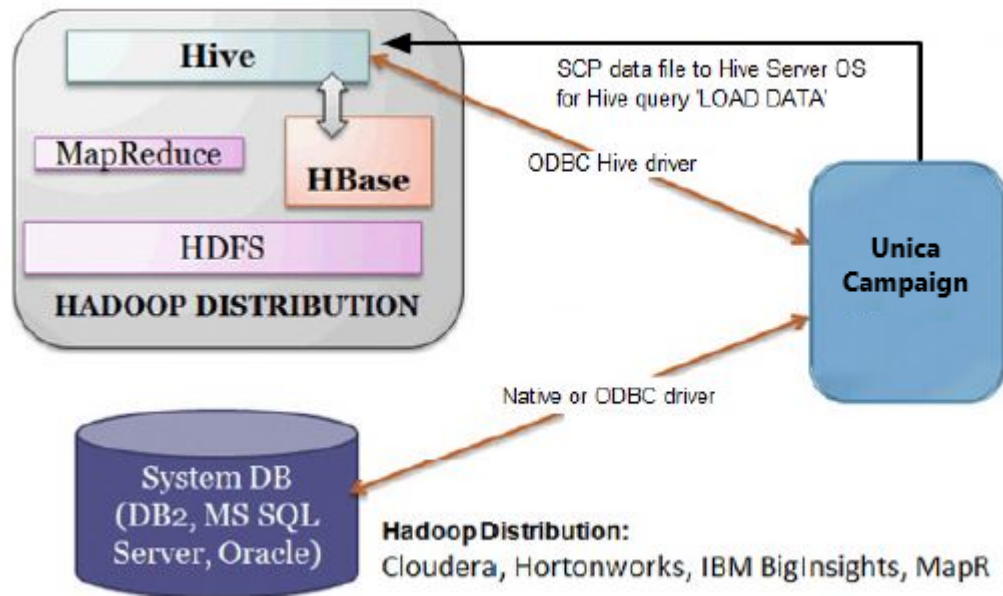 Hive
SCP data file to Hive Server OS
for Hive query 'LOAD DATA'
MapReduce
HBase
ODBC Hive driver
HDFS
HADOOP DISTRIBUTION
Unica
Campaign
Native or ODBC driver
System DB
(DB2, MS SQL
Server, Oracle)
Hadoop Distribution:
Cloudera, Hortonworks, IBM BigInsights, MapR